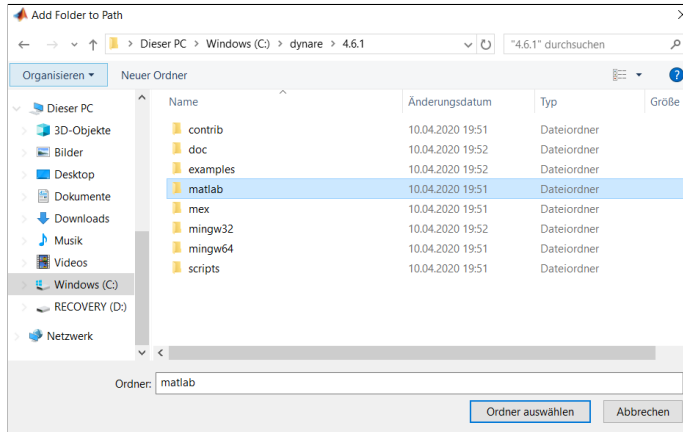 Add Folder to Path
Dieser PC > Windows (C:) > dynare > 4.6.1
"4.6.1" durchsuchen
Organisieren
Neuer Ordner
Name Änderungsdatum Typ Größe
Dieser PC
3D-Objekte
Bilder
Desktop
Dokumente
Downloads
Musik
Videos
Windows (C:)
RECOVERY (D:)
Netzwerk
contrib 10.04.2020 19:51 Dateiordner
doc 10.04.2020 19:52 Dateiordner
examples 10.04.2020 19:52 Dateiordner
matlab 10.04.2020 19:51 Dateiordner
mex 10.04.2020 19:51 Dateiordner
mingw32 10.04.2020 19:52 Dateiordner
mingw64 10.04.2020 19:51 Dateiordner
scripts 10.04.2020 19:51 Dateiordner
Ordner: matlab
Ordner auswählen
Abbrechen